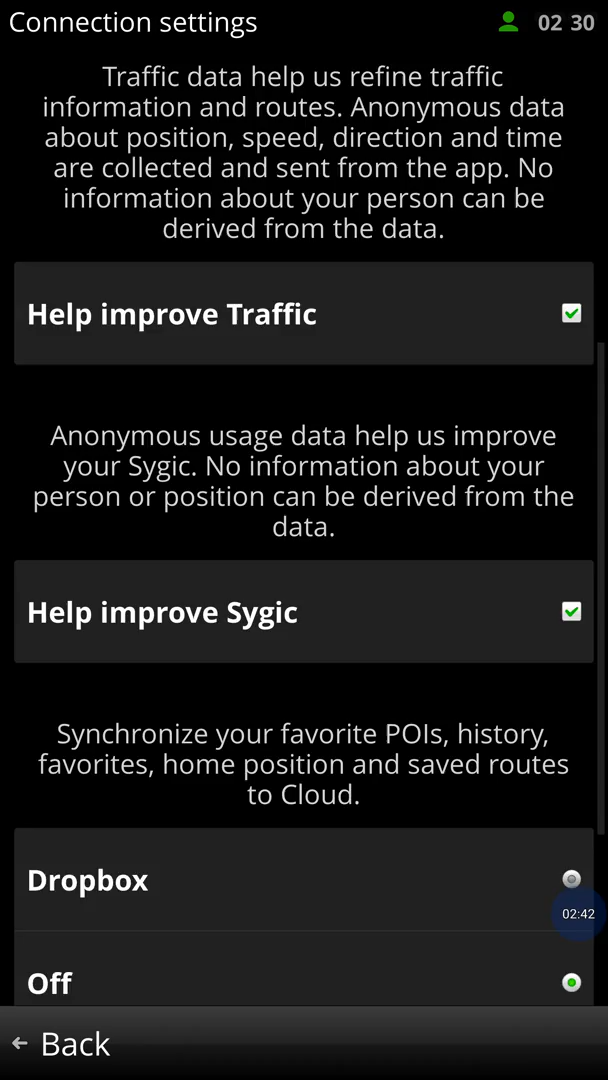 Connection settings
02 30
Traffic data help us refine traffic
information and routes. Anonymous data
about position, speed, direction and time
are collected and sent from the app. No
information about your person can be
derived from the data.
Help improve Traffic
Anonymous usage data help us improve
your Sygic. No information about your
person or position can be derived from the
data.
Help improve Sygic
Synchronize your favorite POIs, history,
favorites, home position and saved routes
to Cloud.
Dropbox
02:42
Off
Back